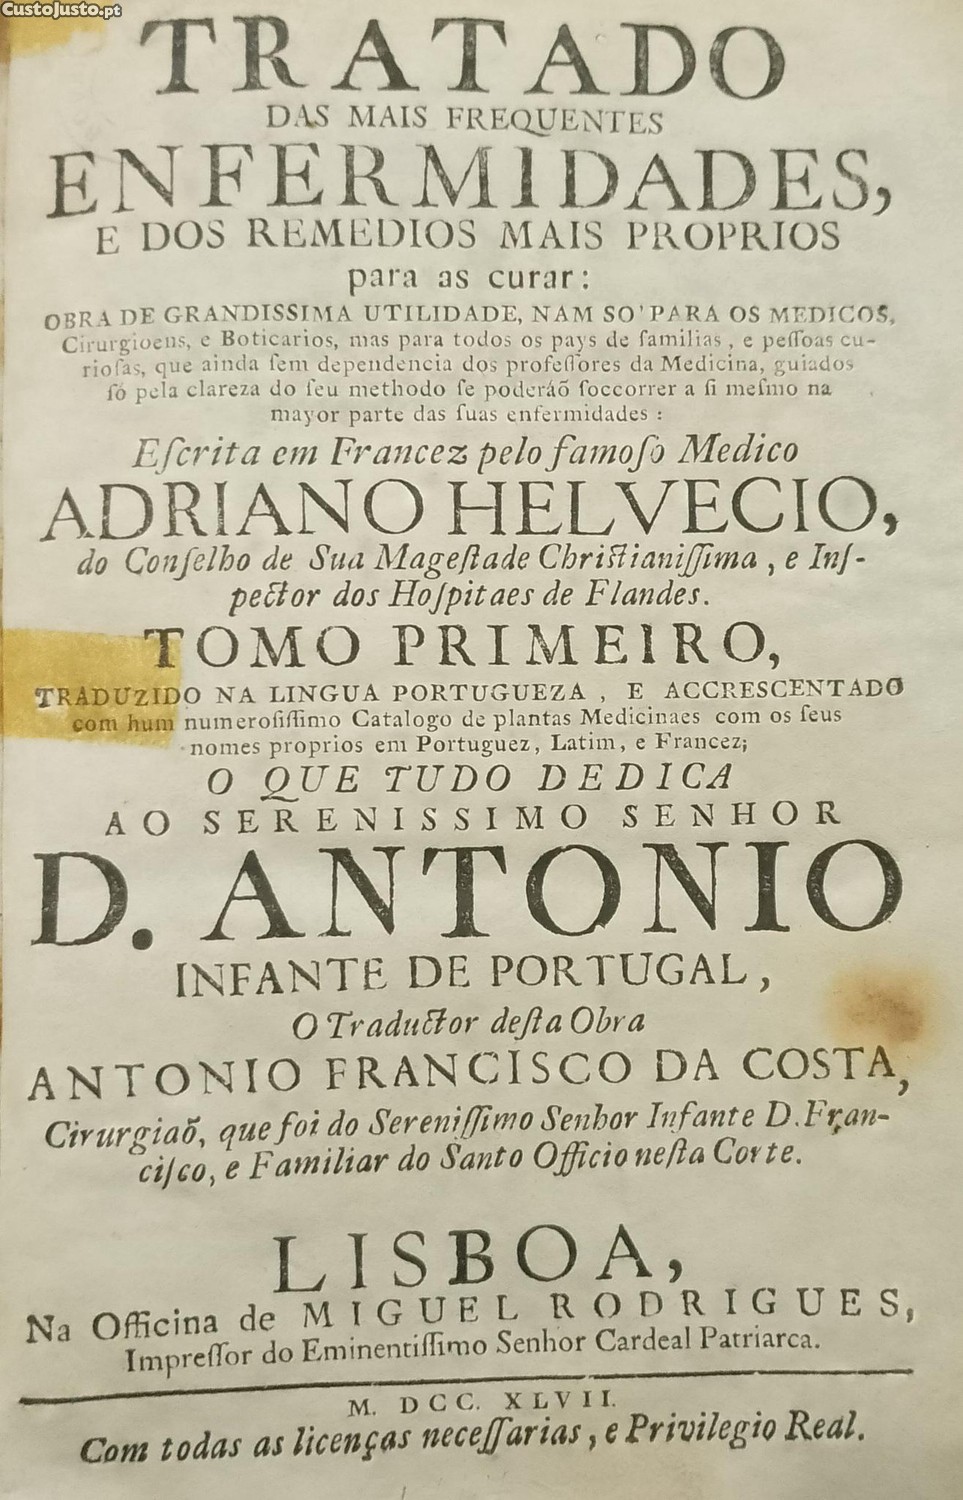 CustoJusto.pt
TRATADO
DAS MAIS FREQUENTES
ENFERMIDADES,
E DOS REMEDIOS MAIS PROPRIOS
para as curar:
OBRA DE GRANDISSIMA UTILIDADE, NAM SO' PARA OS MEDICOS,
Cirurgioens, e Boticarios, mas para todos os pays de familias, e peſſoas cu-
rioſas, que ainda ſem dependencia dos profeſſores da Medicina, guiados
ſó pela clareza do ſeu methodo ſe poderáõ ſoccorrer a ſi meſmo na
mayor parte das ſuas enfermidades:
Eſcrita em Francez pelo famoſo Medico
ADRIANO HELVECIO,
do Conſelho de Sua Mageſtade Chriſtianiſſima, e Inſ-
pector dos Hoſpitaes de Flandes.
TOMO PRIMEIRO,
TRADUZIDO NA LINGUA PORTUGUEZA, E ACCRESCENTADO
com hum numeroſiſſimo Catalogo de plantas Medicinaes com os ſeus
nomes proprios em Portuguez, Latim, e Francez;
O QUE TUDO DEDICA
AO SERENISSIMO SENHOR
D. ANTONIO
INFANTE DE PORTUGAL,
O Traductor deſta Obra
ANTONIO FRANCISCO DA COSTA,
Cirurgiaõ, que foi do Sereniſſimo Senhor Infante D. Fran-
ciſco, e Familiar do Santo Officio neſta Corte.
LISBOA,
Na Officina de MIGUEL RODRIGUES,
Impreſſor do Eminentiſſimo Senhor Cardeal Patriarca.
M. DCC. XLVII.
Com todas as licenças neceſſarias, e Privilegio Real.